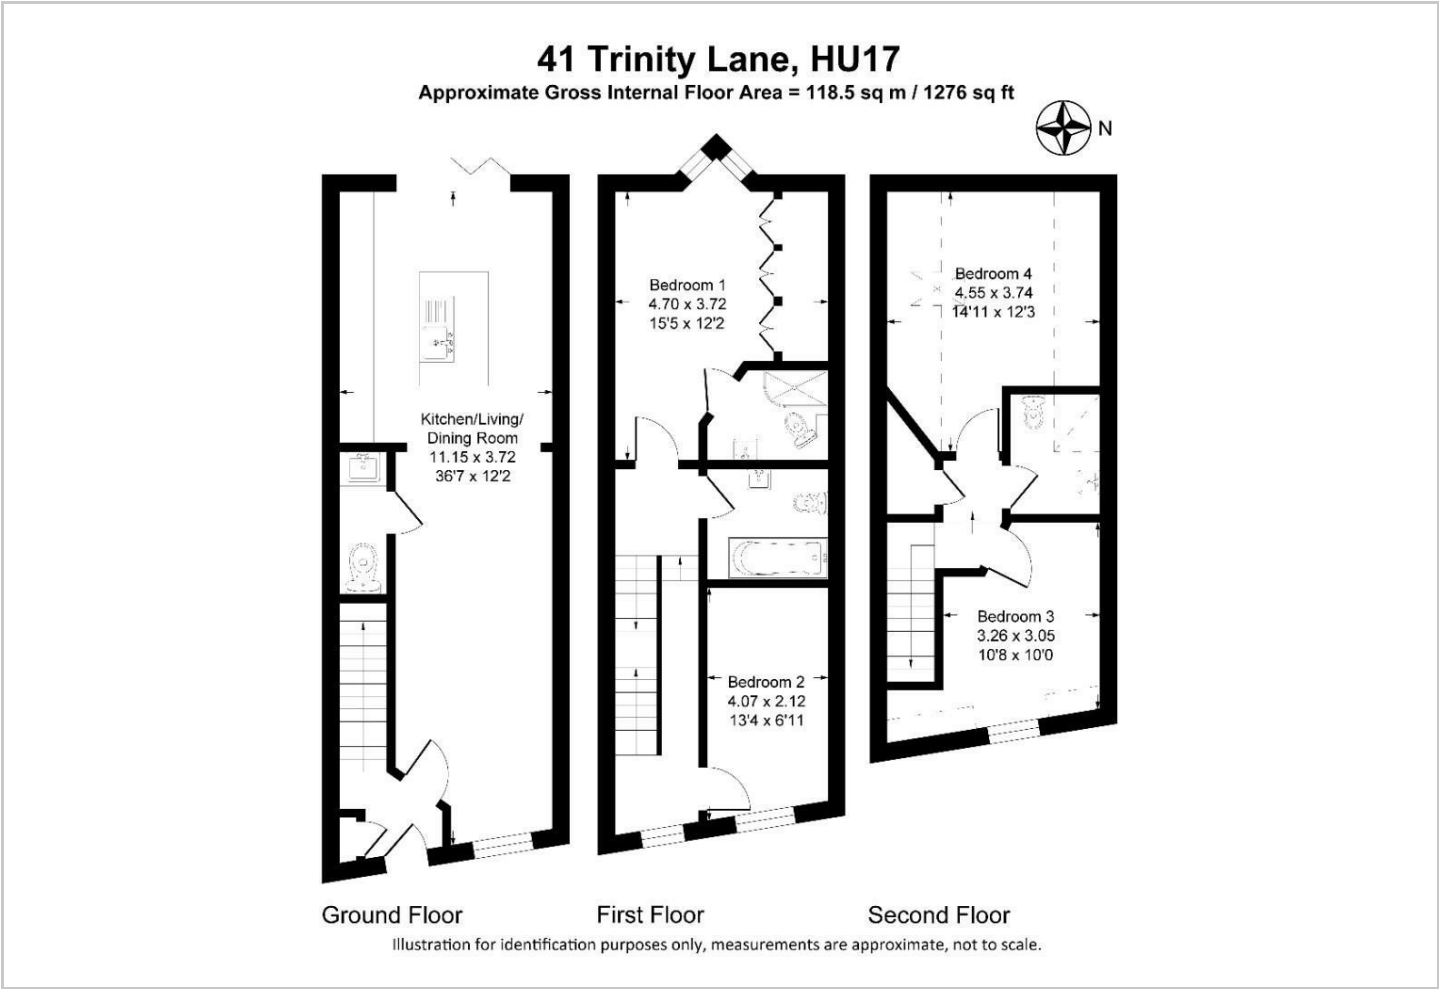 41 Trinity Lane, HU17
Approximate Gross Internal Floor Area = 118.5 sq m / 1276 sq ft
N
Kitchen/Living/
Dining Room
11.15 x 3.72
36'7 x 12'2
Bedroom 1
4.70 x 3.72
15'5 x 12'2
Bedroom 2
4.07 x 2.12
13'4 x 6'11
Bedroom 4
4.55 x 3.74
14'11 x 12'3
Bedroom 3
3.26 x 3.05
10'8 x 10'0
Ground Floor
First Floor
Second Floor
Illustration for identification purposes only, measurements are approximate, not to scale.